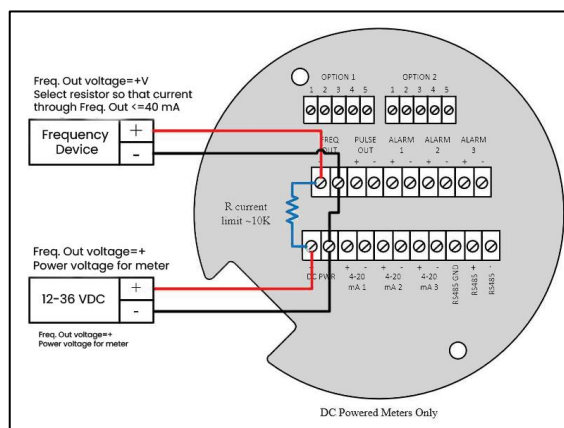 Freq. Out voltage=+V
Select resistor so that current
through Freq. Out <=40 mA
Frequency
Device
+
-
Freq. Out voltage=+
Power voltage for meter
12-36 VDC
+
-
Freq. Out voltage=+
Power voltage for meter
OPTION 1 OPTION 2
1 2 3 4 5 1 2 3 4 5
FREQ PULSE ALARM ALARM ALARM
OUT OUT 1 2 3
+ - + - + - + - + -
R current
limit ~10K
+ - + - + - + - + -
DC PWR 4-20 4-20 4-20 RS485 GND RS485 RS485
mA 1 mA 2 mA 3
DC Powered Meters Only